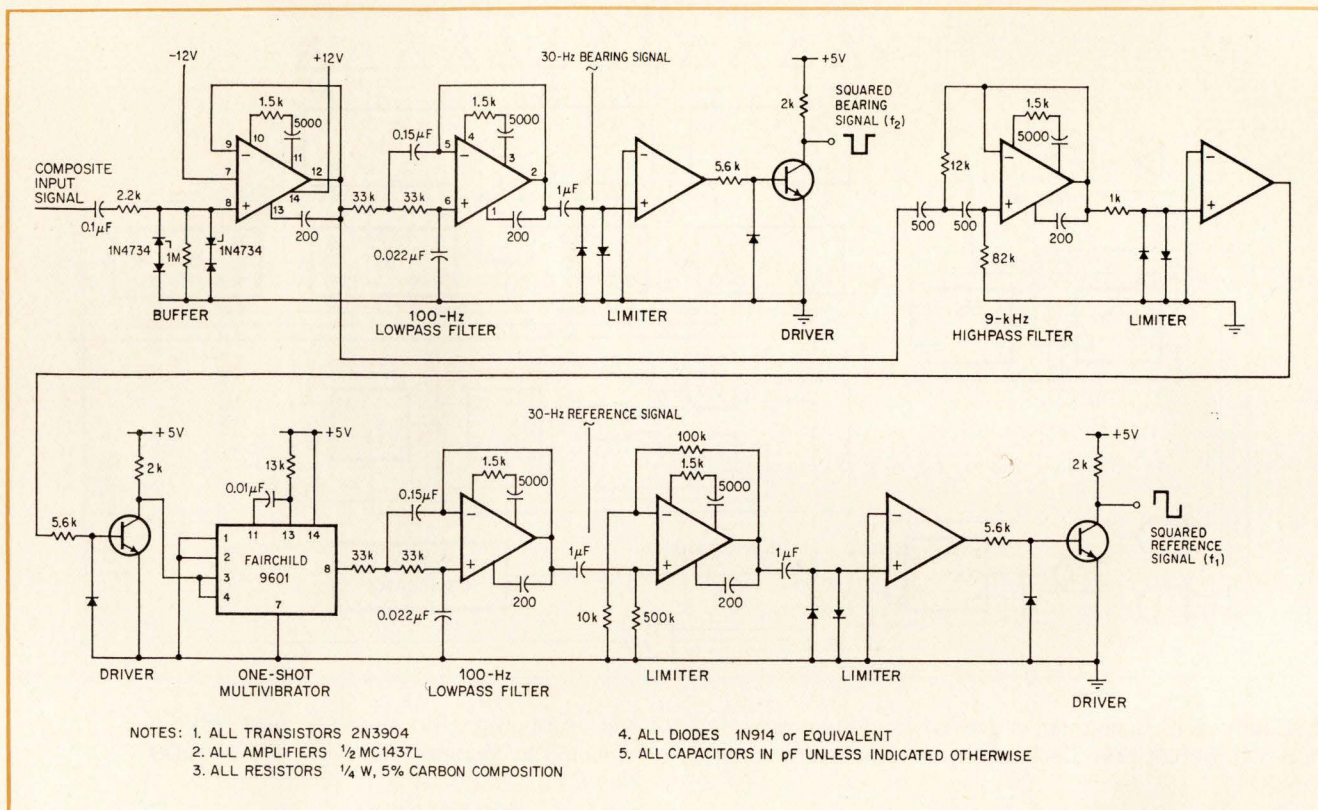 -12V
+12V
30-Hz BEARING SIGNAL
~
+5V
2k
SQUARED
BEARING
SIGNAL (f₂)
1.5k
5000
9
10
−
7
11
12
8
+
14
13
200
COMPOSITE
INPUT
SIGNAL
2.2k
0.1µF
1N4734
1M
1N4734
BUFFER
0.15µF
1.5k
5000
5
4
−
3
2
6
+
1
200
33k
33k
0.022µF
100-Hz
LOWPASS FILTER
1µF
−
+
LIMITER
5.6k
DRIVER
12k
1.5k
5000
−
+
200
500
500
82k
9-kHz
HIGHPASS FILTER
1k
−
+
LIMITER
5.6k
+5V
2k
DRIVER
+5V
13k
0.01µF
11
13
14
1
2
3
4
FAIRCHILD
9601
8
7
ONE-SHOT
MULTIVIBRATOR
33k
33k
0.15µF
0.022µF
1.5k
5000
−
+
200
100-Hz
LOWPASS FILTER
30-Hz REFERENCE SIGNAL
~
1µF
100k
1.5k
5000
−
+
200
10k
500k
LIMITER
1µF
−
+
LIMITER
5.6k
+5V
2k
SQUARED
REFERENCE
SIGNAL (f₁)
DRIVER
NOTES: 1. ALL TRANSISTORS 2N3904
2. ALL AMPLIFIERS ½ MC1437L
3. ALL RESISTORS ¼ W, 5% CARBON COMPOSITION
4. ALL DIODES 1N914 or EQUIVALENT
5. ALL CAPACITORS IN pF UNLESS INDICATED OTHERWISE